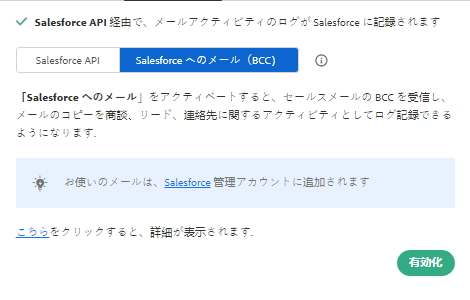 Salesforce API 経由で、メールアクティビティのログが Salesforce に記録されます
Salesforce API
Salesforce へのメール（BCC）
「Salesforce へのメール」をアクティベートすると、セールスメールの BCC を受信し、
メールのコピーを商談、リード、連絡先に関するアクティビティとしてログ記録できる
ようになります.
お使いのメールは、Salesforce 管理アカウントに追加されます
こちらをクリックすると、詳細が表示されます.
有効化